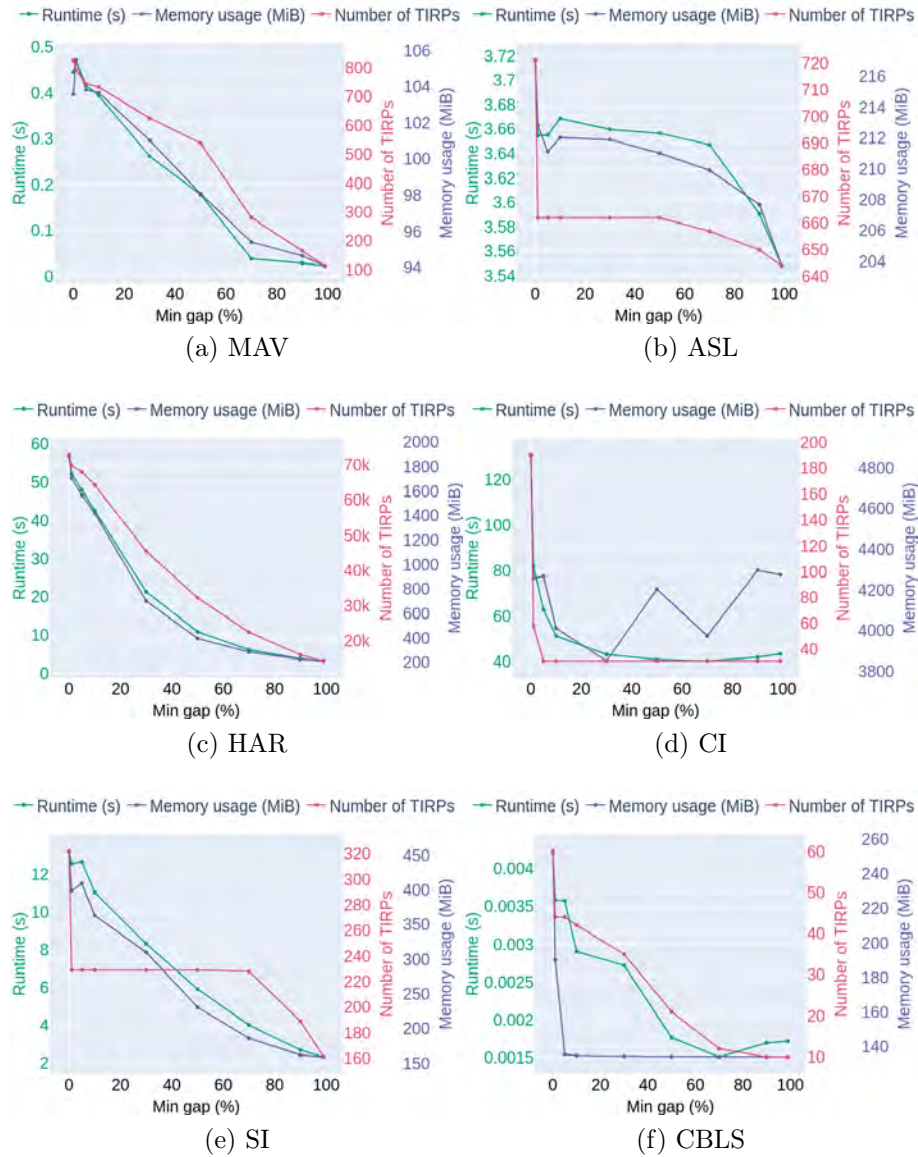 Runtime (s) Memory usage (MiB) Number of TIRPs Runtime (s) Memory usage (MiB) Number of TIRPs
0.5
0.4
0.3
0.2
0.1
0
Runtime (s)
800
700
600
500
400
300
200
100
Number of TIRPs
106
104
102
100
98
96
94
Memory usage (MiB)
0 20 40 60 80 100
Min gap (%)
(a) MAV
3.72
3.7
3.68
3.66
3.64
3.62
3.6
3.58
3.56
3.54
Runtime (s)
720
710
700
690
680
670
660
650
640
Number of TIRPs
216
214
212
210
208
206
204
Memory usage (MiB)
0 20 40 60 80 100
Min gap (%)
(b) ASL
Runtime (s) Memory usage (MiB) Number of TIRPs Runtime (s) Memory usage (MiB) Number of TIRPs
60
50
40
30
20
10
0
Runtime (s)
70k
60k
50k
40k
30k
20k
Number of TIRPs
2000
1800
1600
1400
1200
1000
800
600
400
200
Memory usage (MiB)
0 20 40 60 80 100
Min gap (%)
(c) HAR
120
100
80
60
40
Runtime (s)
200
180
160
140
120
100
80
60
40
Number of TIRPs
4800
4600
4400
4200
4000
3800
Memory usage (MiB)
0 20 40 60 80 100
Min gap (%)
(d) CI
Runtime (s) Memory usage (MiB) Number of TIRPs Runtime (s) Memory usage (MiB) Number of TIRPs
12
10
8
6
4
2
Runtime (s)
320
300
280
260
240
220
200
180
160
Number of TIRPs
450
400
350
300
250
200
150
Memory usage (MiB)
0 20 40 60 80 100
Min gap (%)
(e) SI
0.004
0.0035
0.003
0.0025
0.002
0.0015
Runtime (s)
60
50
40
30
20
10
Number of TIRPs
260
240
220
200
180
160
140
Memory usage (MiB)
0 20 40 60 80 100
Min gap (%)
(f) CBLS